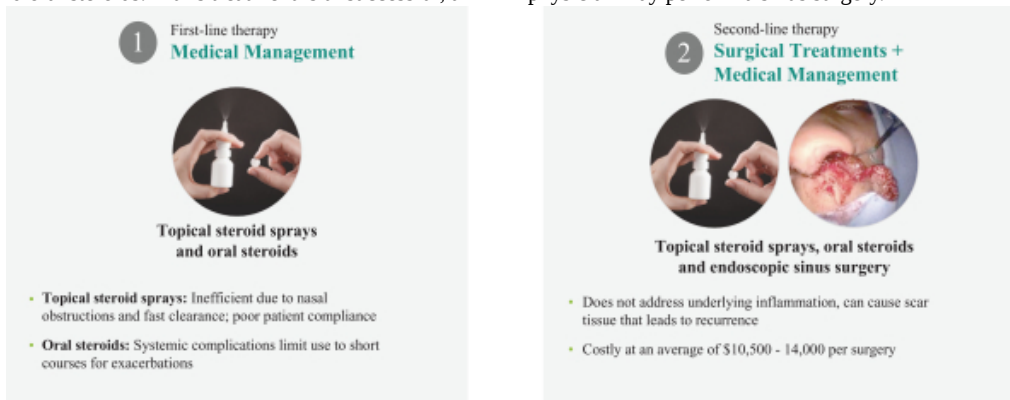 1
First-line therapy
Medical Management
Topical steroid sprays
and oral steroids
• Topical steroid sprays: Inefficient due to nasal
obstructions and fast clearance; poor patient compliance
• Oral steroids: Systemic complications limit use to short
courses for exacerbations
2
Second-line therapy
Surgical Treatments +
Medical Management
Topical steroid sprays, oral steroids
and endoscopic sinus surgery
• Does not address underlying inflammation, can cause scar
tissue that leads to recurrence
• Costly at an average of $10,500 - 14,000 per surgery